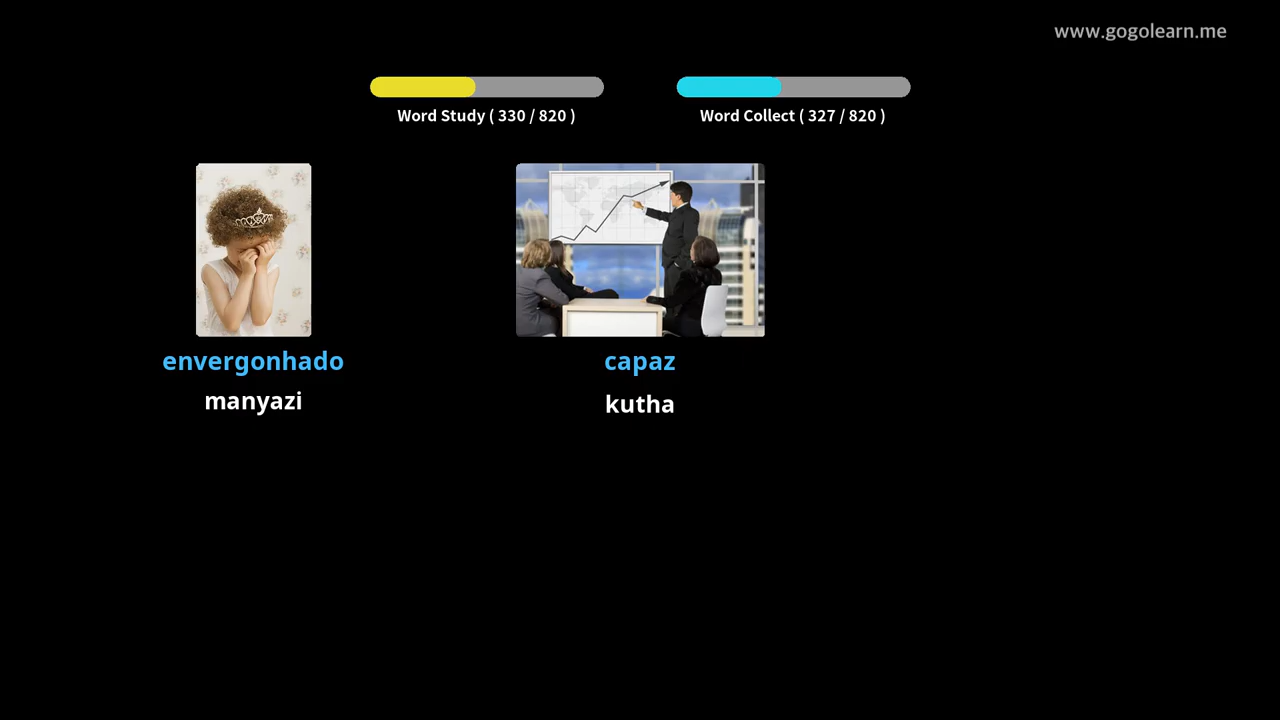 www.gogolearn.me
Word Study ( 330 / 820 )
Word Collect ( 327 / 820 )
envergonhado
manyazi
capaz
kutha